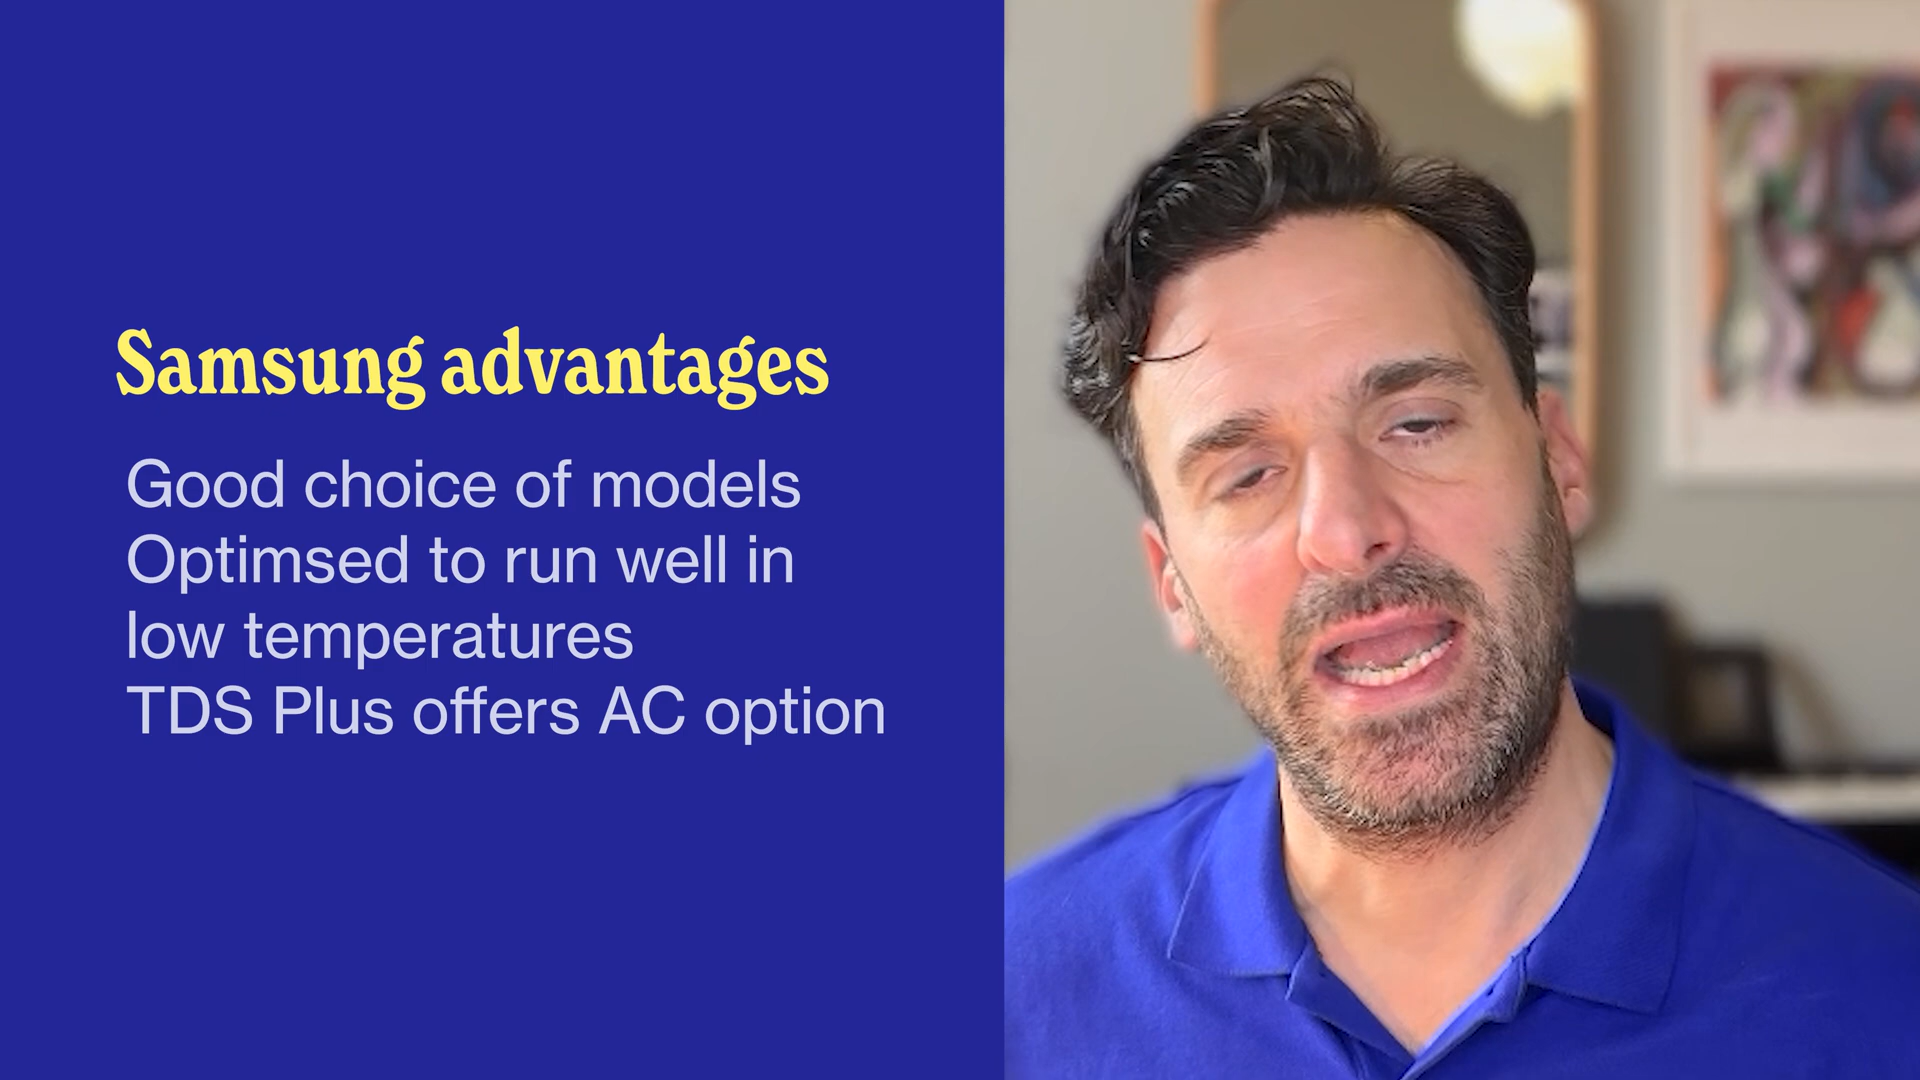 Samsung advantages
Good choice of models
Optimsed to run well in
low temperatures
TDS Plus offers AC option